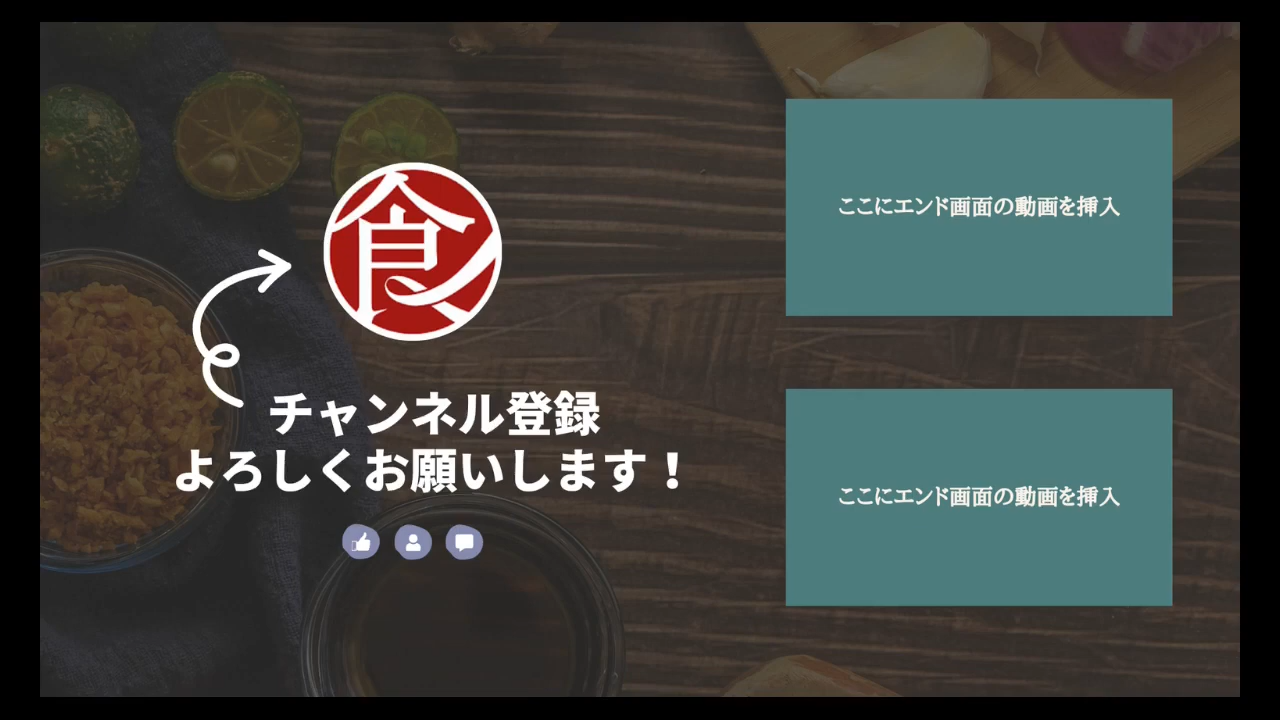 食
チャンネル登録
よろしくお願いします！
ここにエンド画面の動画を挿入
ここにエンド画面の動画を挿入